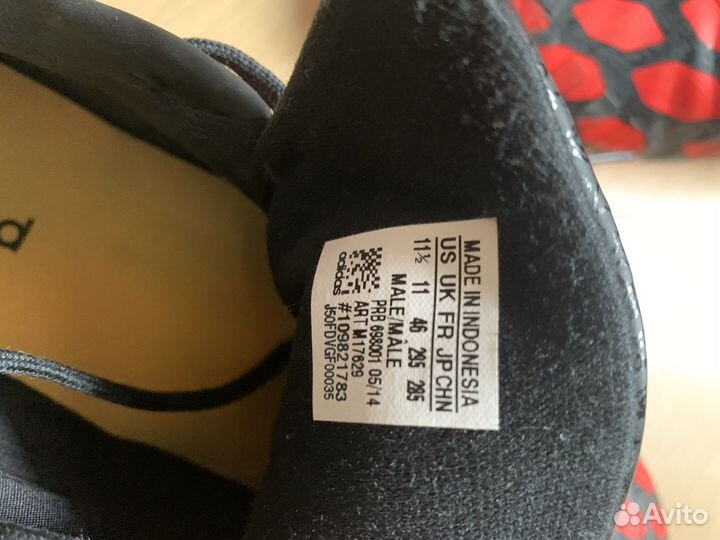 MADE IN INDONESIA
US UK FR JP CHN
11½ 11 46 295 285
MALE/MALE
adidas
PRB 698001 05/14
ART M17629
#109821783
J50FDVGF00035
Avito